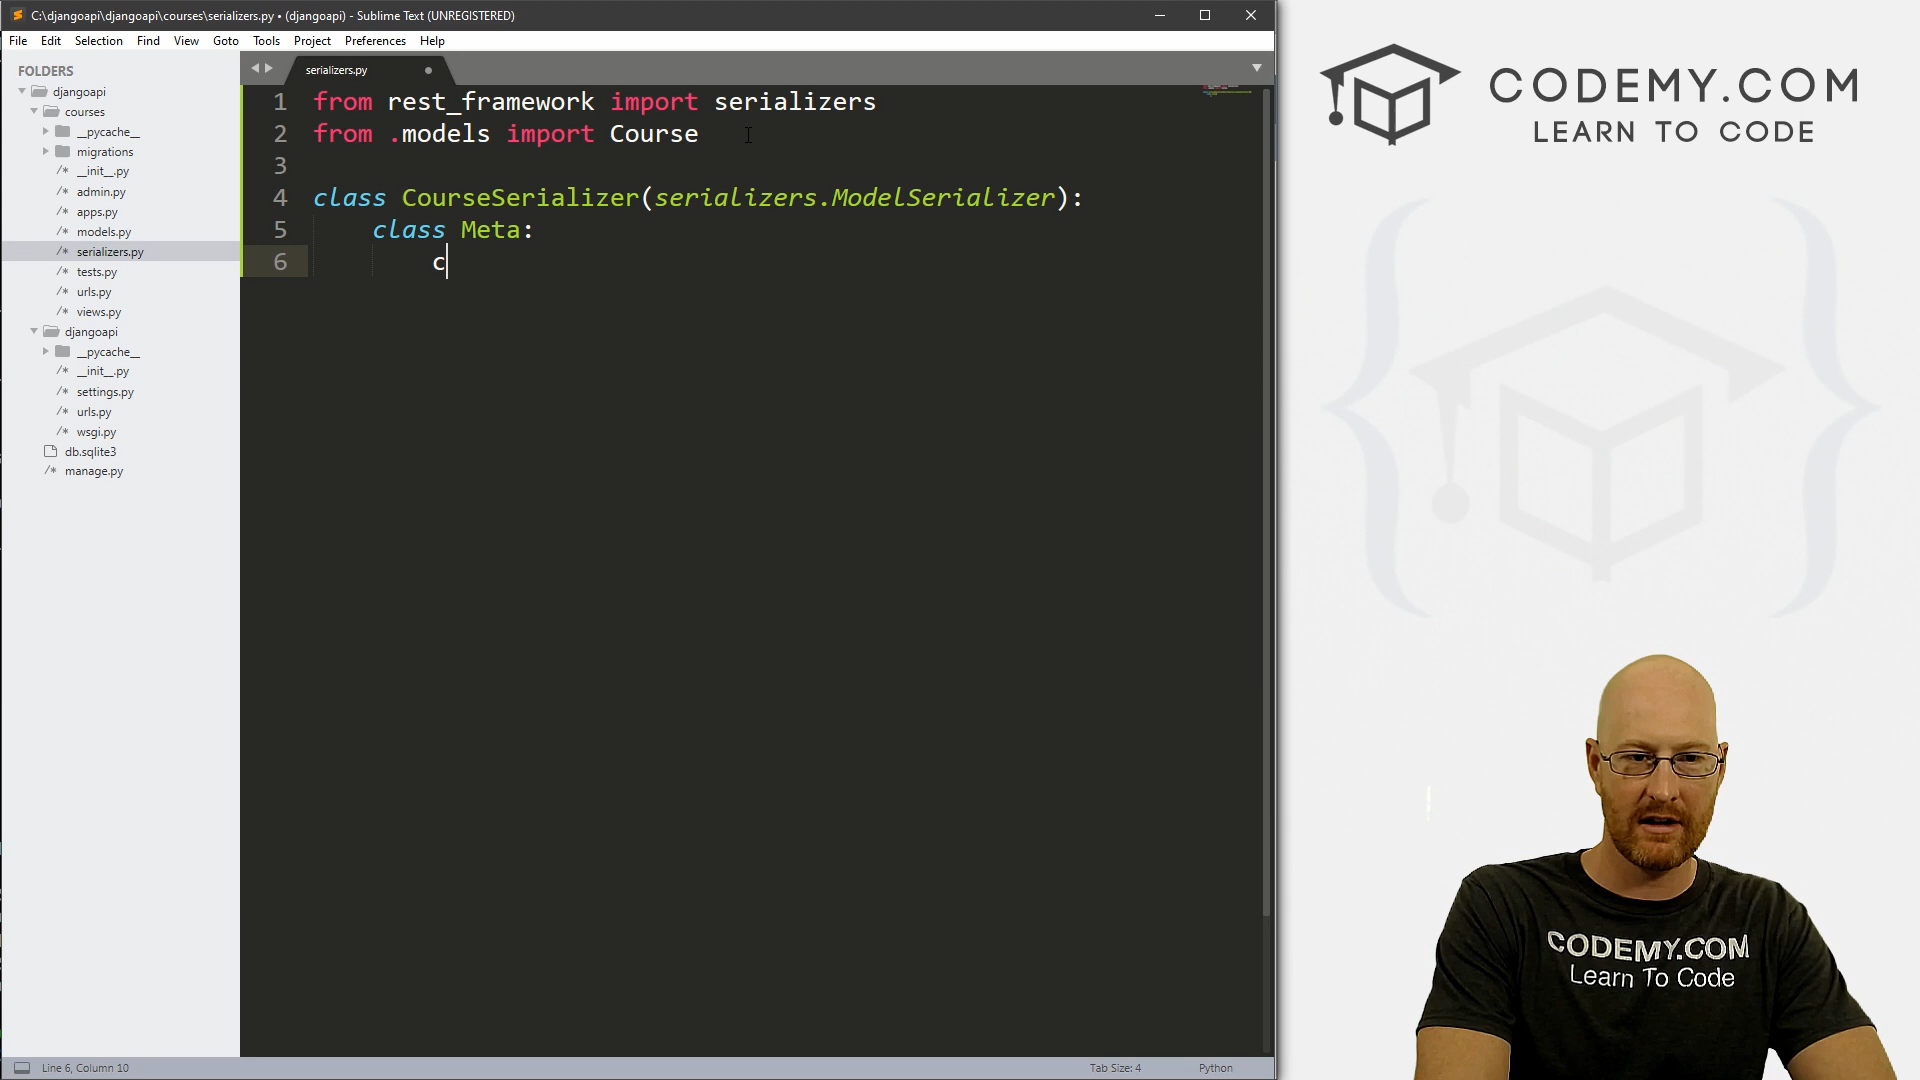 C:\djangoapi\djangoapi\courses\serializers.py • (djangoapi) - Sublime Text (UNREGISTERED)
File Edit Selection Find View Goto Tools Project Preferences Help
FOLDERS
djangoapi
courses
__pycache__
migrations
/* __init__.py
/* admin.py
/* apps.py
/* models.py
/* serializers.py
/* tests.py
/* urls.py
/* views.py
djangoapi
__pycache__
/* __init__.py
/* settings.py
/* urls.py
/* wsgi.py
db.sqlite3
/* manage.py
serializers.py
1 from rest_framework import serializers
2 from .models import Course
3
4 class CourseSerializer(serializers.ModelSerializer):
5 class Meta:
6 c
Line 6, Column 10
Tab Size: 4
Python
CODEMY.COM
LEARN TO CODE
CODEMY.COM
Learn To Code